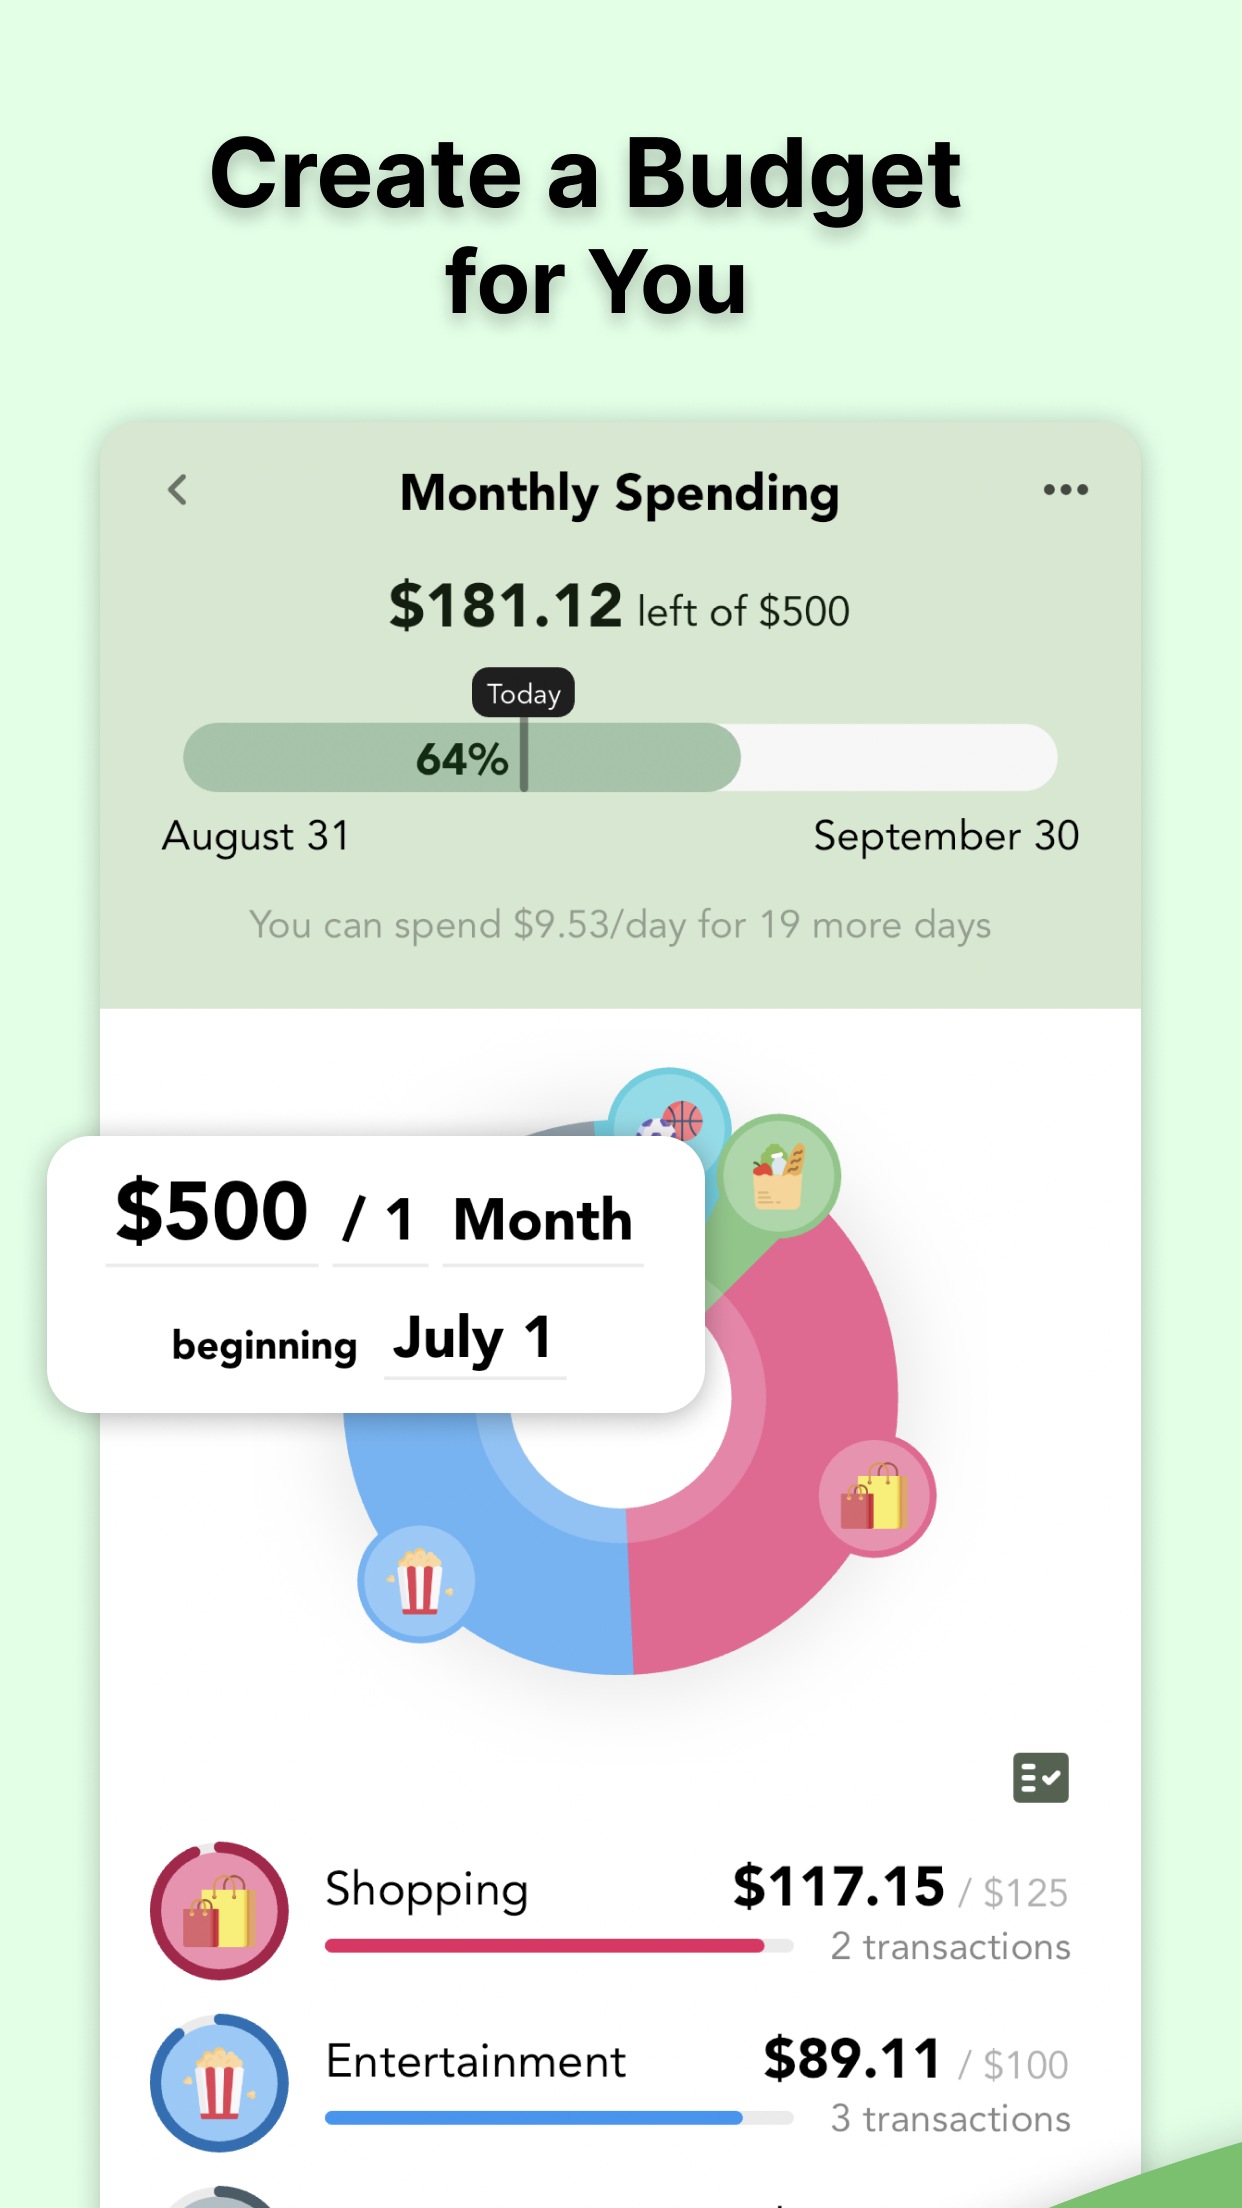 Create a Budget
for You
Monthly Spending
$181.12 left of $500
Today
64%
August 31 September 30
You can spend $9.53/day for 19 more days
$500 / 1 Month
beginning July 1
Shopping $117.15 / $125
2 transactions
Entertainment $89.11 / $100
3 transactions